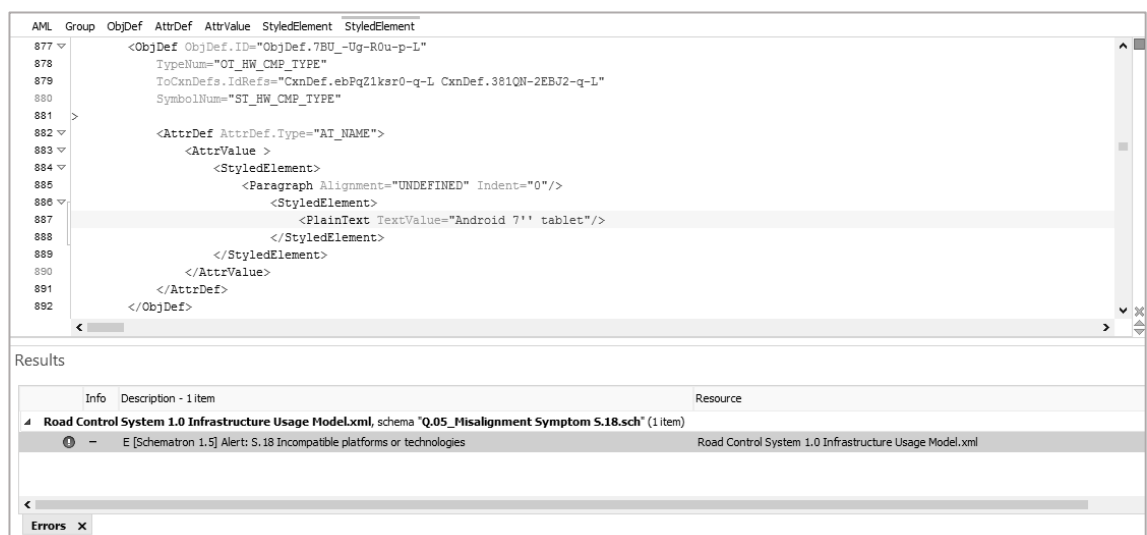 AML Group ObjDef AttrDef AttrValue StyledElement StyledElement
877 <ObjDef ObjDef.ID="ObjDef.7BU_-Ug-R0u-p-L"
878 TypeNum="OT_HW_CMP_TYPE"
879 ToCxnDefs.IdRefs="CxnDef.ebPqZ1ksr0-q-L CxnDef.381QN-2EBJ2-q-L"
880 SymbolNum="ST_HW_CMP_TYPE"
881 >
882 <AttrDef AttrDef.Type="AT_NAME">
883 <AttrValue >
884 <StyledElement>
885 <Paragraph Alignment="UNDEFINED" Indent="0"/>
886 <StyledElement>
887 <PlainText TextValue="Android 7'' tablet"/>
888 </StyledElement>
889 </StyledElement>
890 </AttrValue>
891 </AttrDef>
892 </ObjDef>
Results
Info Description - 1 item Resource
Road Control System 1.0 Infrastructure Usage Model.xml, schema "Q.05_Misalignment Symptom S.18.sch" (1 item)
E [Schematron 1.5] Alert: S.18 Incompatible platforms or technologies Road Control System 1.0 Infrastructure Usage Model.xml
Errors X